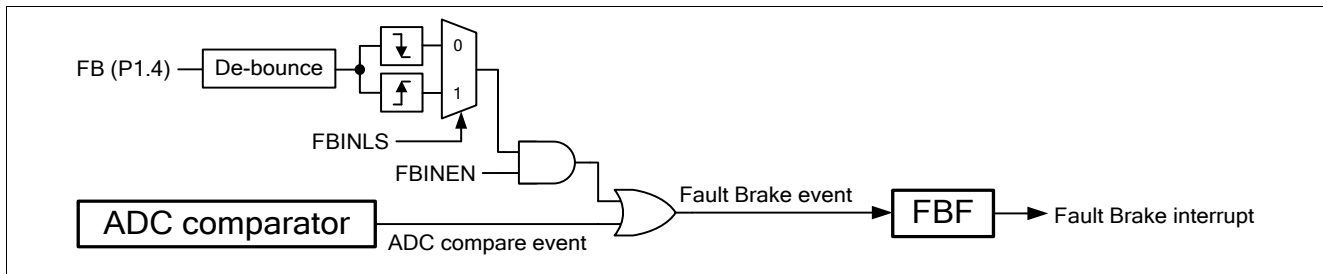 0
FB (P1.4)
De-bounce
1
FBINLS
FBINEN
Fault Brake event
ADC comparator
FBF
Fault Brake interrupt
ADC compare event